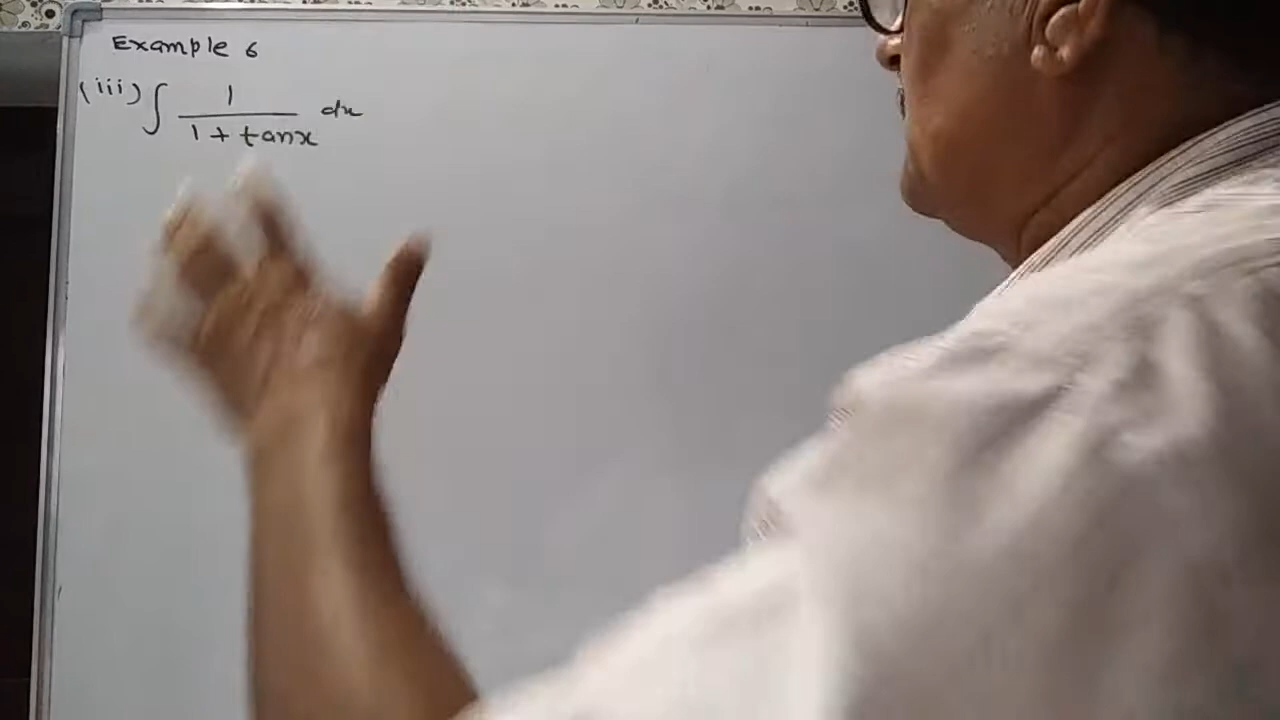 Example 6
(iii) ∫ 1 / (1 + tanx) dx